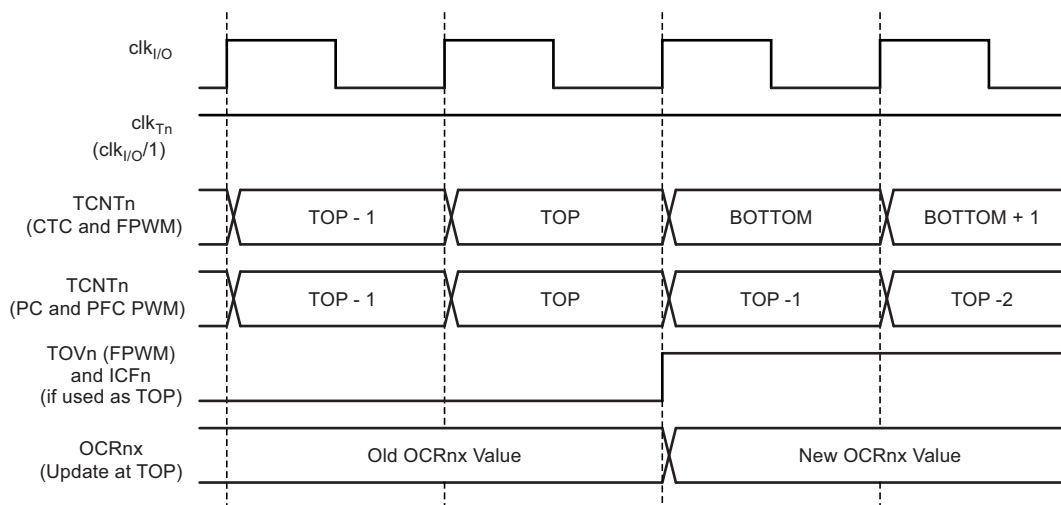 clkI/O
clkTn
(clkI/O/1)
TCNTn
(CTC and FPWM)
TOP - 1
TOP
BOTTOM
BOTTOM + 1
TCNTn
(PC and PFC PWM)
TOP - 1
TOP
TOP -1
TOP -2
TOVn (FPWM)
and ICFn
(if used as TOP)
OCRnx
(Update at TOP)
Old OCRnx Value
New OCRnx Value